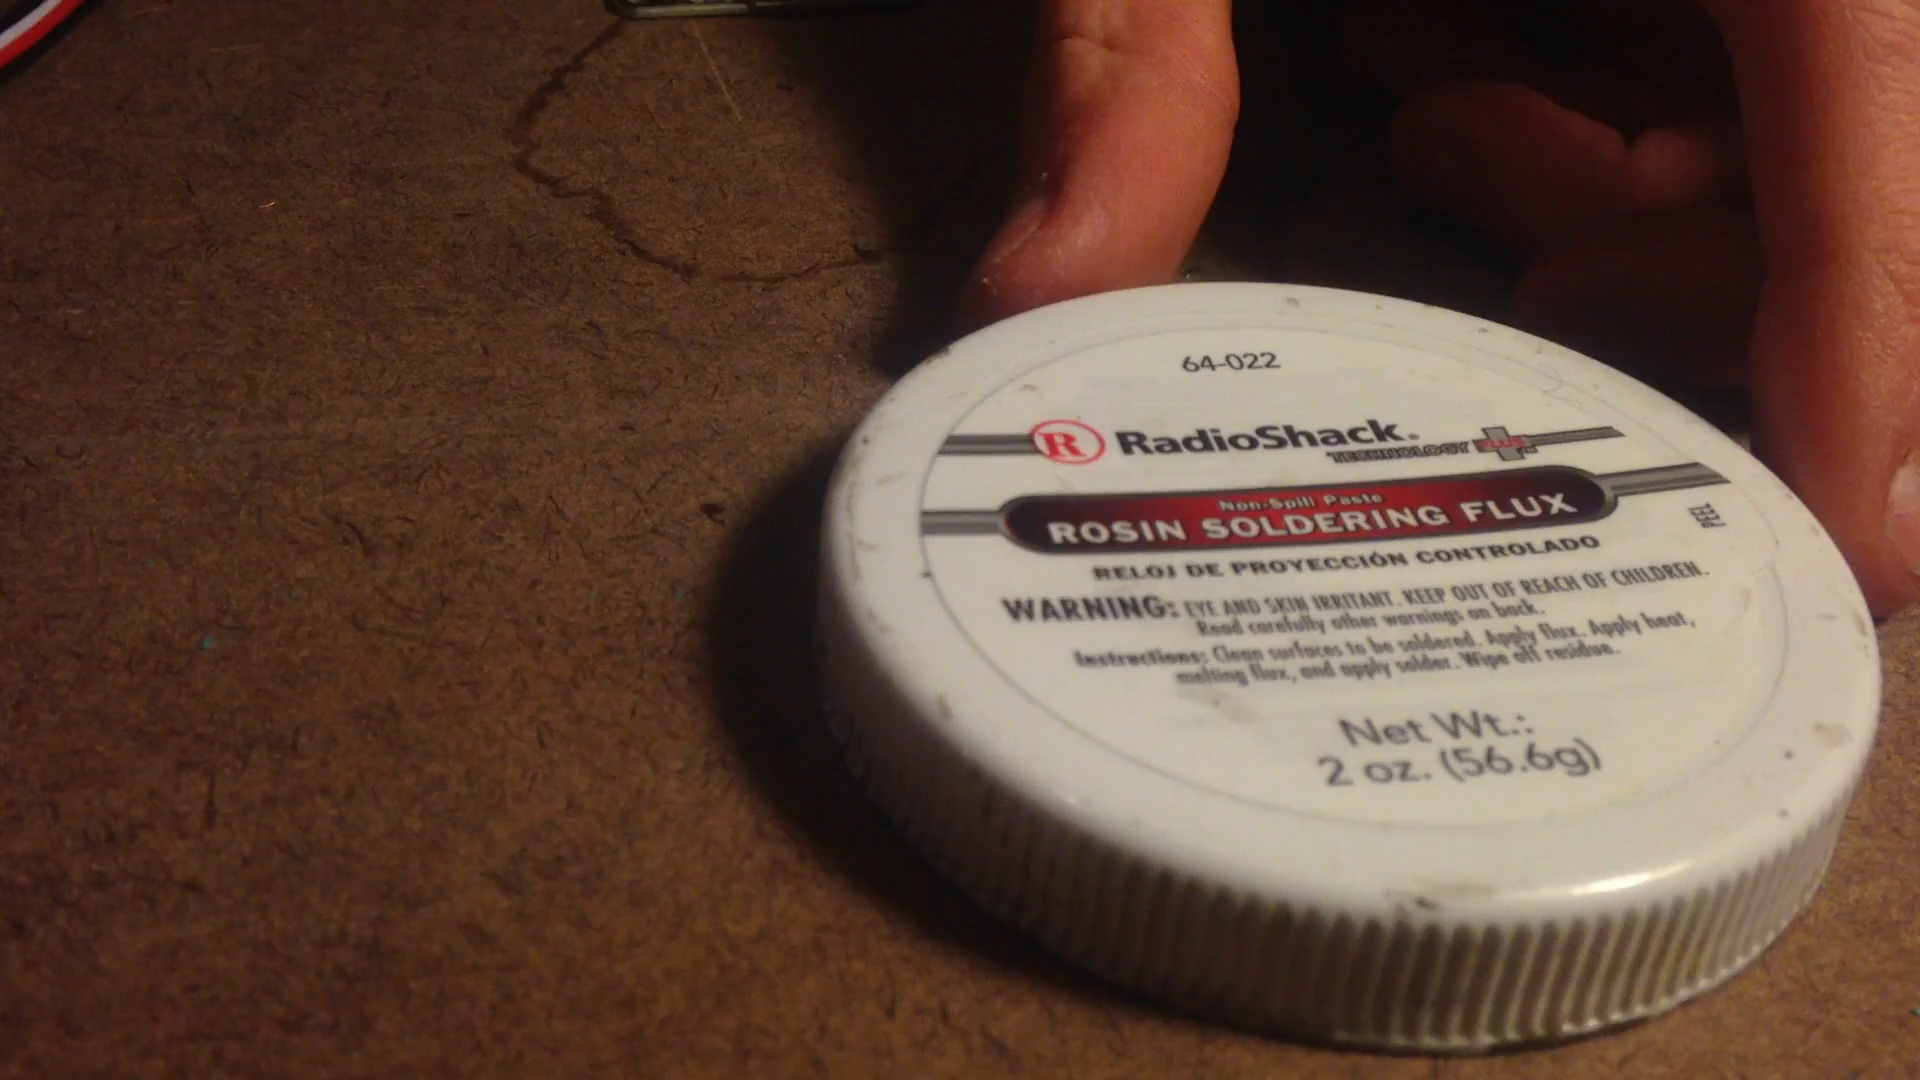 64-022
R RadioShack.
TECHNOLOGY PLUS
Non-Spill Paste
ROSIN SOLDERING FLUX
PEEL
RELOJ DE PROYECCIÓN CONTROLADO
WARNING: EYE AND SKIN IRRITANT. KEEP OUT OF REACH OF CHILDREN.
Read carefully other warnings on back.
Instructions: Clean surfaces to be soldered. Apply flux. Apply heat,
melting flux, and apply solder. Wipe off residue.
Net Wt.:
2 oz. (56.6g)